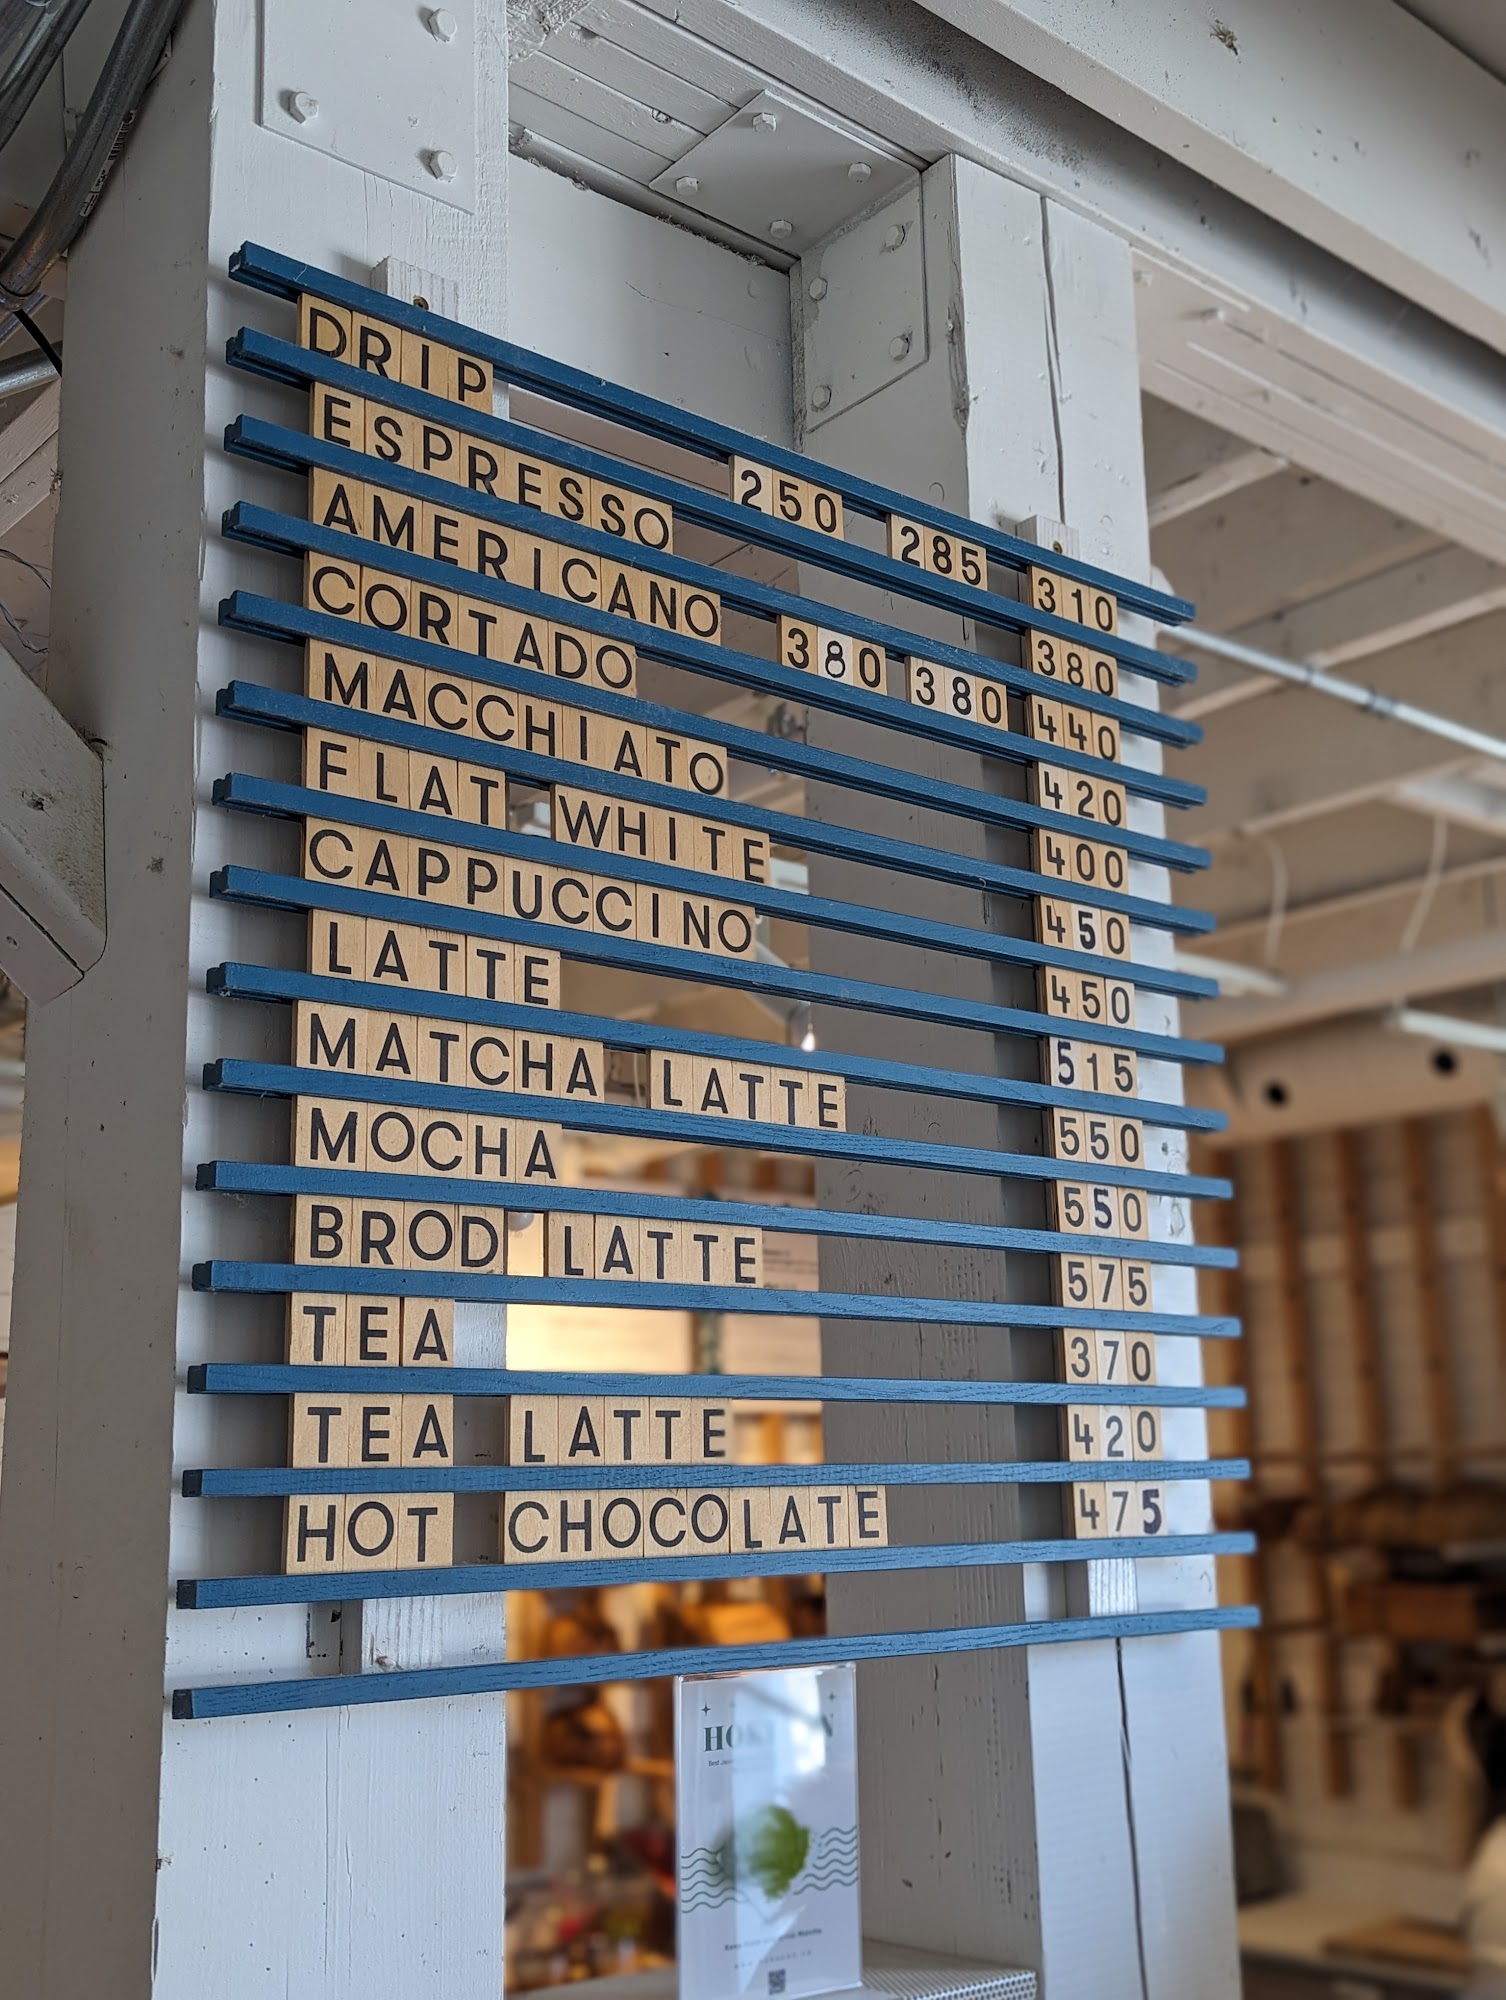 DRIP 250 285 310
ESPRESSO 380
AMERICANO 380 380 440
CORTADO 420
MACCHIATO 400
FLAT WHITE 450
CAPPUCCINO 450
LATTE 515
MATCHA LATTE 550
MOCHA 550
BROD LATTE 575
TEA 370
TEA LATTE 420
HOT CHOCOLATE 475